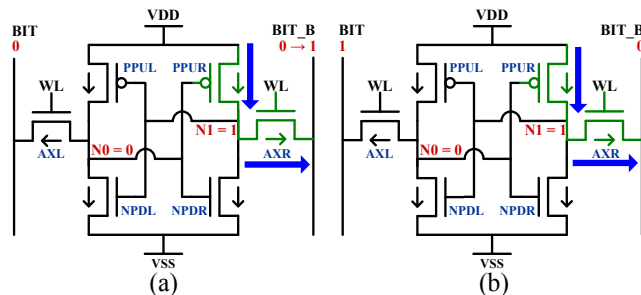 VDD
BIT
0
BIT_B
0 → 1
PPUL
PPUR
WL
WL
N1 = 1
N0 = 0
AXL
AXR
NPDL
NPDR
VSS
(a)
VDD
BIT
1
BIT_B
0
PPUL
PPUR
WL
WL
N1 = 1
N0 = 0
AXL
AXR
NPDL
NPDR
VSS
(b)